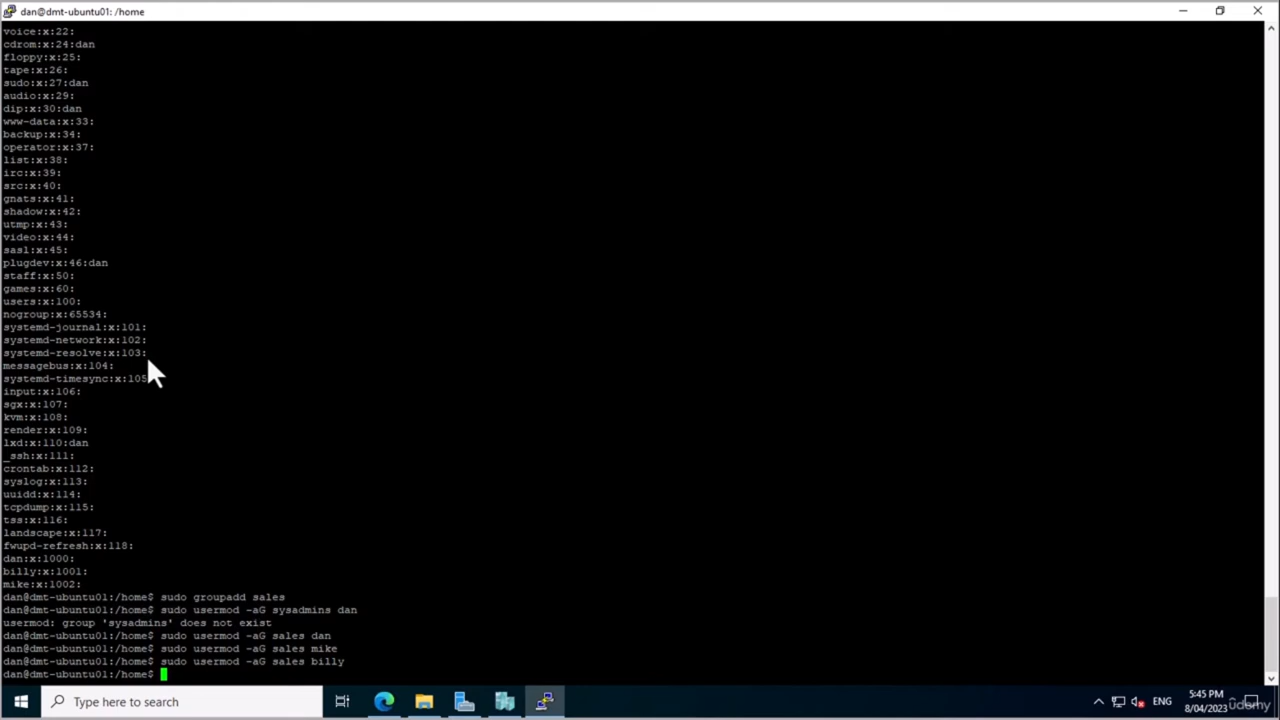 dan@dmt-ubuntu01: /home
voice:x:22:
cdrom:x:24:dan
floppy:x:25:
tape:x:26:
sudo:x:27:dan
audio:x:29:
dip:x:30:dan
www-data:x:33:
backup:x:34:
operator:x:37:
list:x:38:
irc:x:39:
src:x:40:
gnats:x:41:
shadow:x:42:
utmp:x:43:
video:x:44:
sasl:x:45:
plugdev:x:46:dan
staff:x:50:
games:x:60:
users:x:100:
nogroup:x:65534:
systemd-journal:x:101:
systemd-network:x:102:
systemd-resolve:x:103:
messagebus:x:104:
systemd-timesync:x:105
input:x:106:
sgx:x:107:
kvm:x:108:
render:x:109:
lxd:x:110:dan
_ssh:x:111:
crontab:x:112:
syslog:x:113:
uuidd:x:114:
tcpdump:x:115:
tss:x:116:
landscape:x:117:
fwupd-refresh:x:118:
dan:x:1000:
billy:x:1001:
mike:x:1002:
dan@dmt-ubuntu01:/home$ sudo groupadd sales
dan@dmt-ubuntu01:/home$ sudo usermod -aG sysadmins dan
usermod: group 'sysadmins' does not exist
dan@dmt-ubuntu01:/home$ sudo usermod -aG sales dan
dan@dmt-ubuntu01:/home$ sudo usermod -aG sales mike
dan@dmt-ubuntu01:/home$ sudo usermod -aG sales billy
dan@dmt-ubuntu01:/home$
Type here to search
ENG
5:45 PM
8/04/2023
udemy